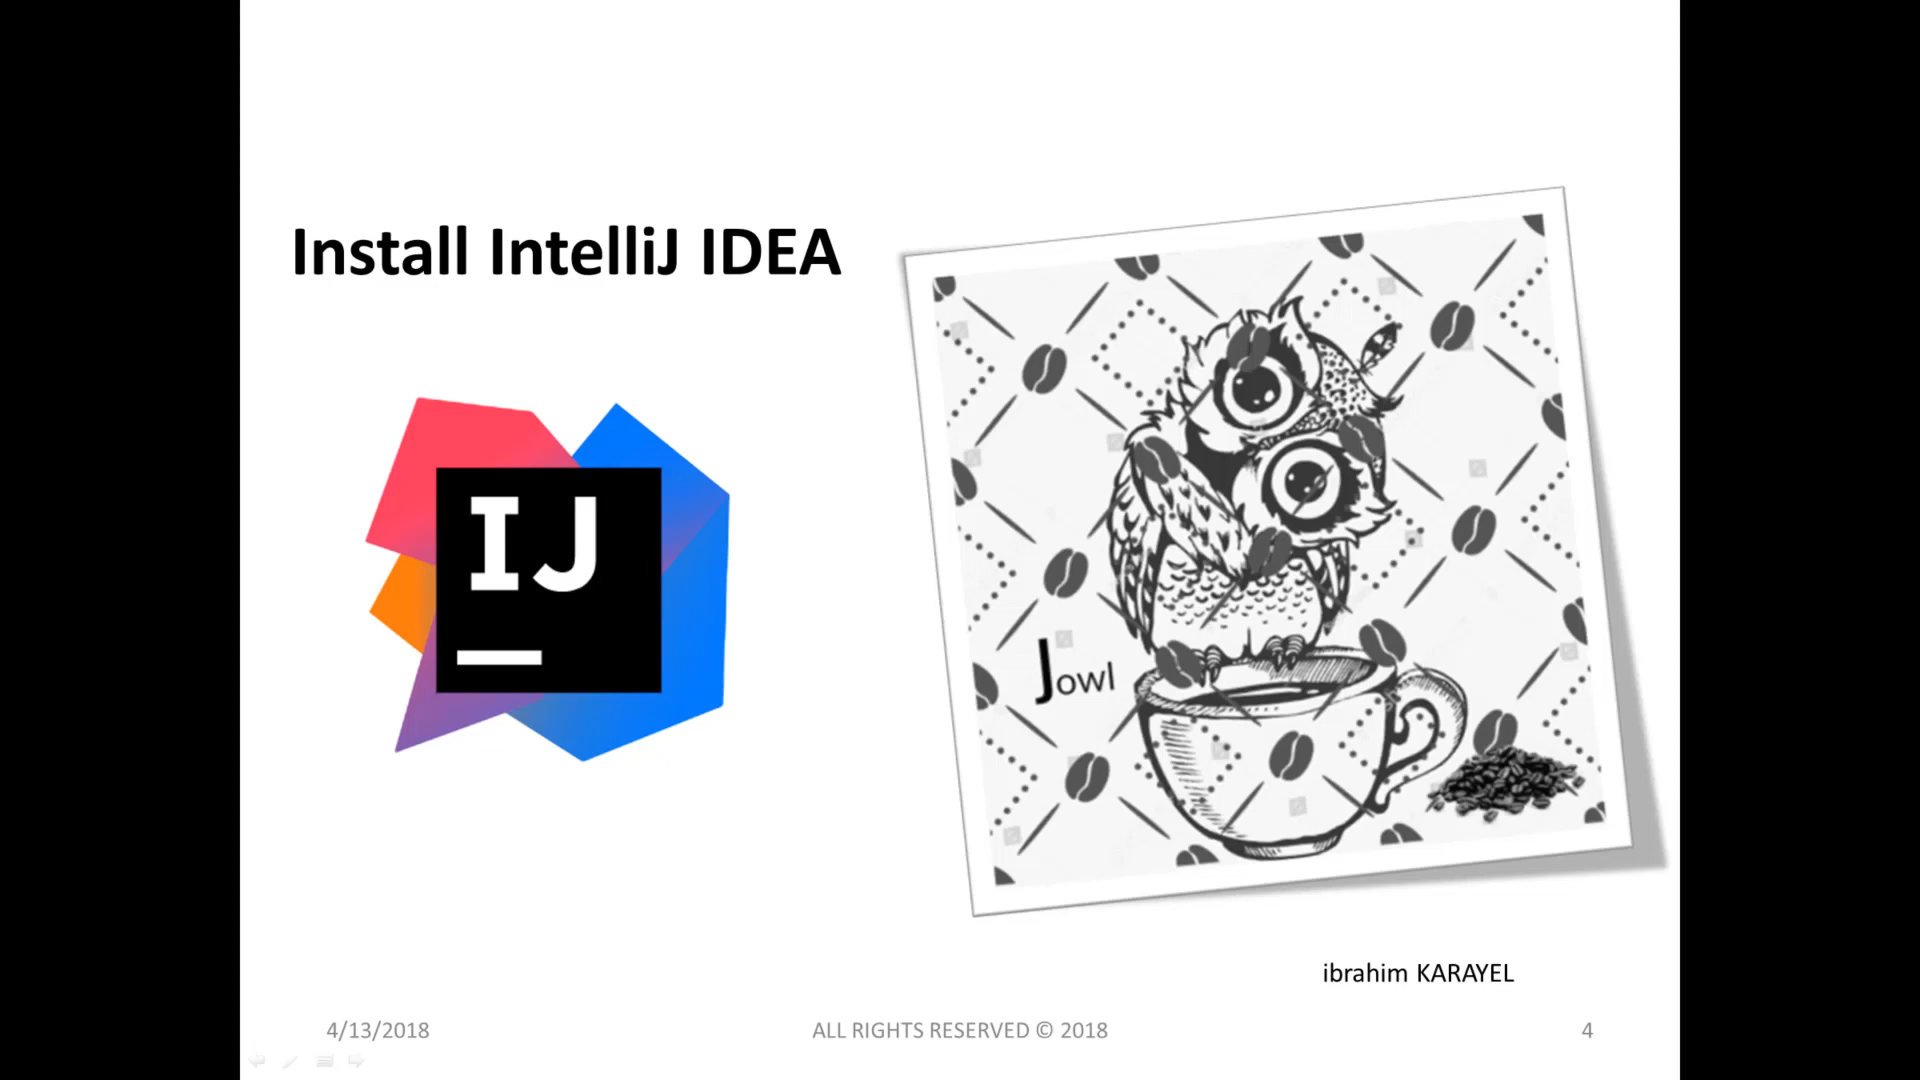 Install IntelliJ IDEA
IJ
Jowl
ibrahim KARAYEL
4/13/2018
ALL RIGHTS RESERVED © 2018
4